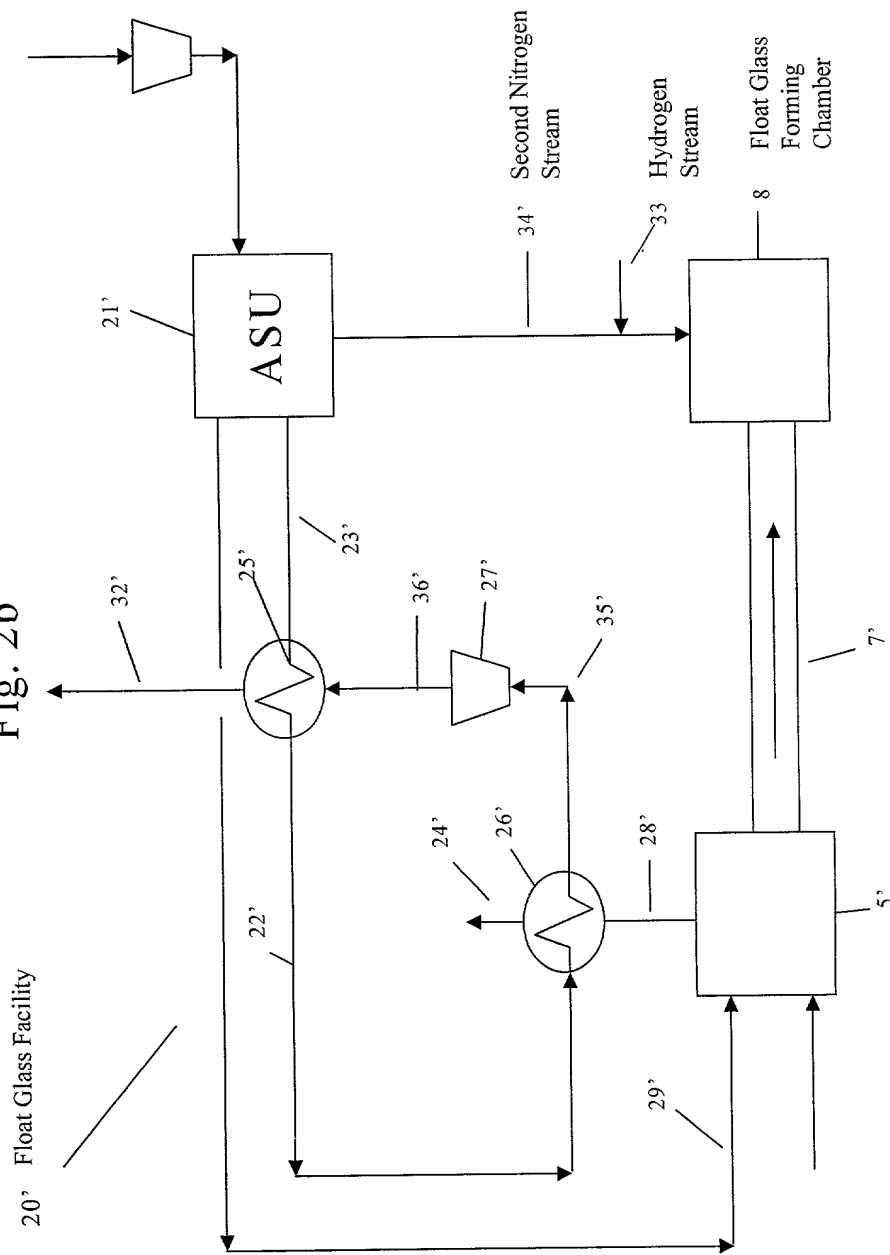 Fig. 2b
20’ Float Glass Facility
32’
21’
ASU
25’
23’
22’
36’
27’
24’
26’
35’
28’
34’ Second Nitrogen
Stream
33 Hydrogen
Stream
29’
5’
7’
8 Float Glass
Forming
Chamber